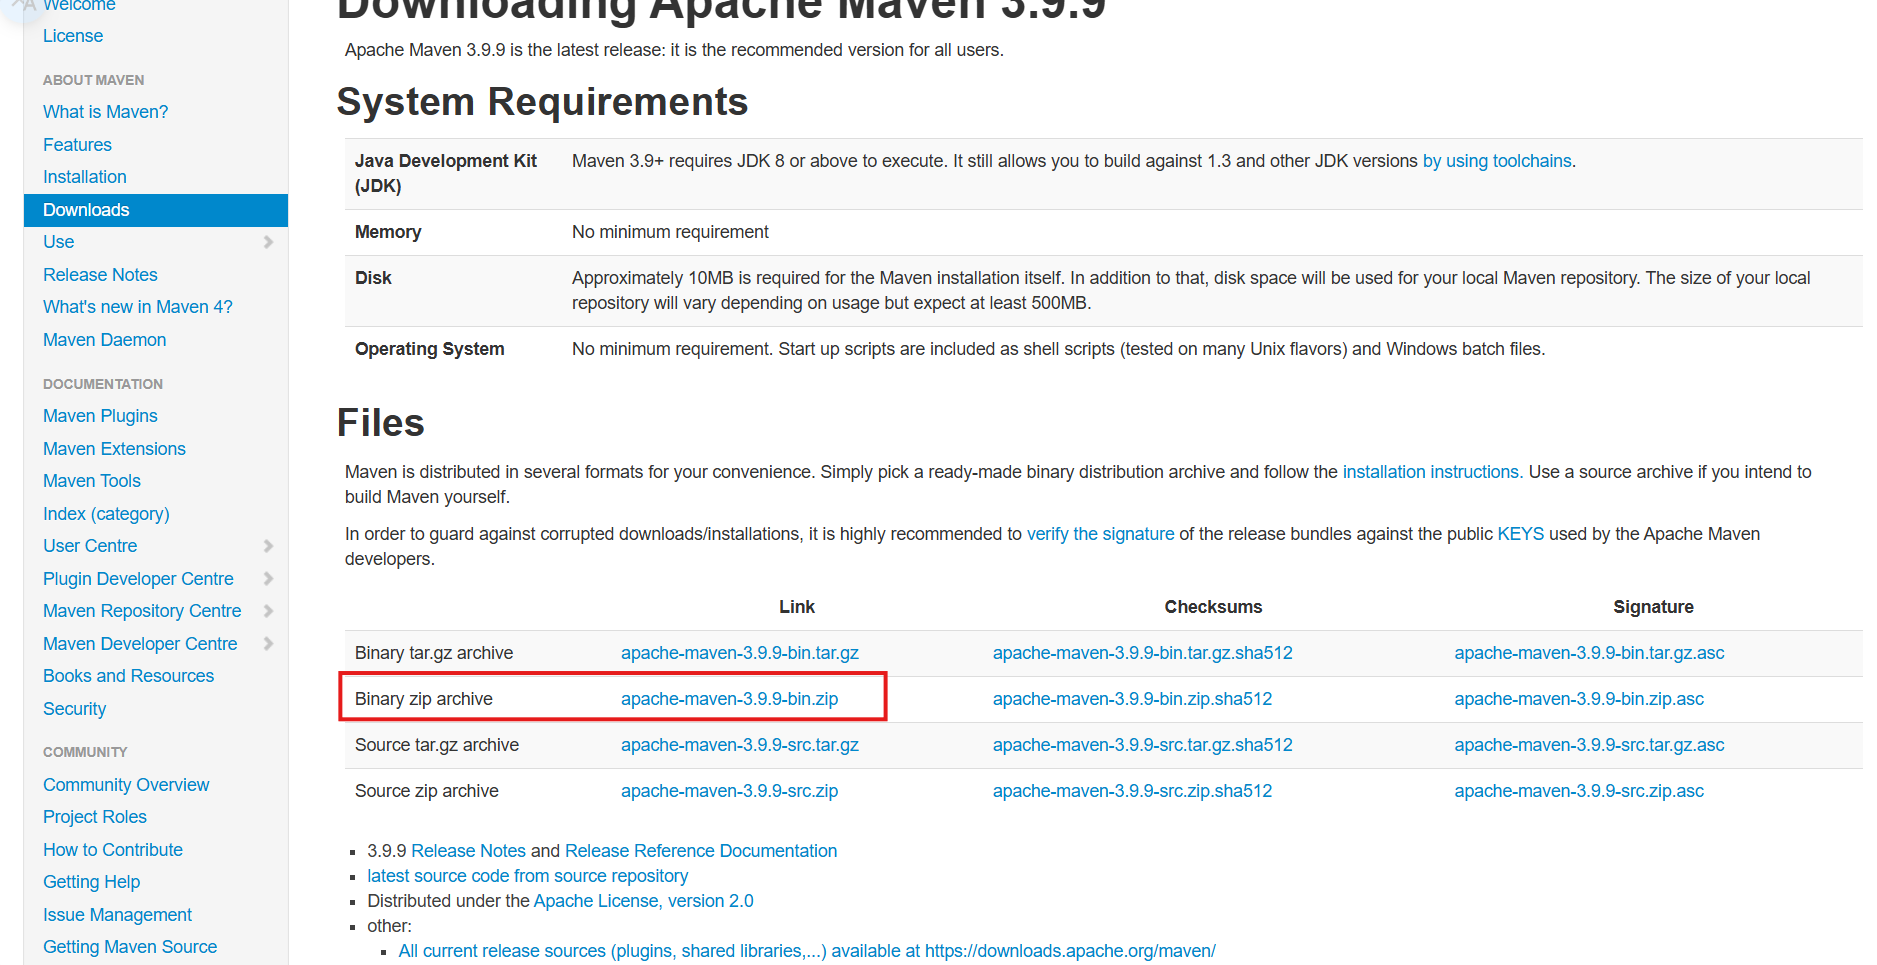 Welcome
License
ABOUT MAVEN
What is Maven?
Features
Installation
Downloads
Use
Release Notes
What's new in Maven 4?
Maven Daemon
DOCUMENTATION
Maven Plugins
Maven Extensions
Maven Tools
Index (category)
User Centre
Plugin Developer Centre
Maven Repository Centre
Maven Developer Centre
Books and Resources
Security
COMMUNITY
Community Overview
Project Roles
How to Contribute
Getting Help
Issue Management
Getting Maven Source
Downloading Apache Maven 3.9.9
Apache Maven 3.9.9 is the latest release: it is the recommended version for all users.
System Requirements
Java Development Kit (JDK) Maven 3.9+ requires JDK 8 or above to execute. It still allows you to build against 1.3 and other JDK versions by using toolchains.
Memory No minimum requirement
Disk Approximately 10MB is required for the Maven installation itself. In addition to that, disk space will be used for your local Maven repository. The size of your local
repository will vary depending on usage but expect at least 500MB.
Operating System No minimum requirement. Start up scripts are included as shell scripts (tested on many Unix flavors) and Windows batch files.
Files
Maven is distributed in several formats for your convenience. Simply pick a ready-made binary distribution archive and follow the installation instructions. Use a source archive if you intend to
build Maven yourself.
In order to guard against corrupted downloads/installations, it is highly recommended to verify the signature of the release bundles against the public KEYS used by the Apache Maven
developers.
Link Checksums Signature
Binary tar.gz archive apache-maven-3.9.9-bin.tar.gz apache-maven-3.9.9-bin.tar.gz.sha512 apache-maven-3.9.9-bin.tar.gz.asc
Binary zip archive apache-maven-3.9.9-bin.zip apache-maven-3.9.9-bin.zip.sha512 apache-maven-3.9.9-bin.zip.asc
Source tar.gz archive apache-maven-3.9.9-src.tar.gz apache-maven-3.9.9-src.tar.gz.sha512 apache-maven-3.9.9-src.tar.gz.asc
Source zip archive apache-maven-3.9.9-src.zip apache-maven-3.9.9-src.zip.sha512 apache-maven-3.9.9-src.zip.asc
3.9.9 Release Notes and Release Reference Documentation
latest source code from source repository
Distributed under the Apache License, version 2.0
other:
All current release sources (plugins, shared libraries,...) available at https://downloads.apache.org/maven/